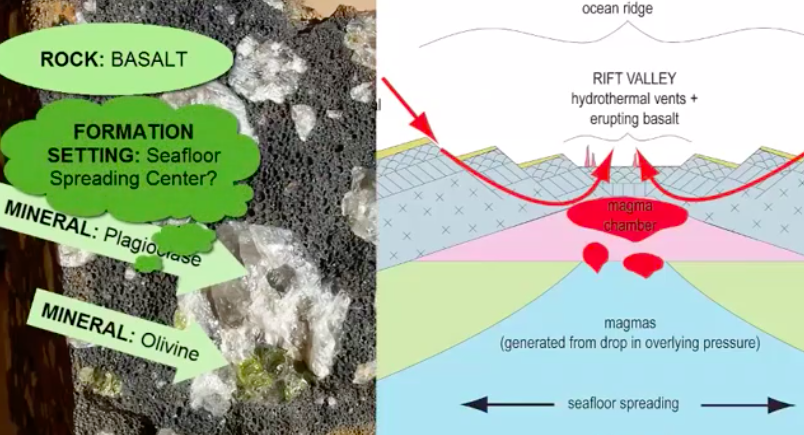 ROCK: BASALT
FORMATION
SETTING: Seafloor
Spreading Center?
MINERAL: Plagioclase
MINERAL: Olivine
ocean ridge
RIFT VALLEY
hydrothermal vents +
erupting basalt
magma
chamber
magmas
(generated from drop in overlying pressure)
seafloor spreading